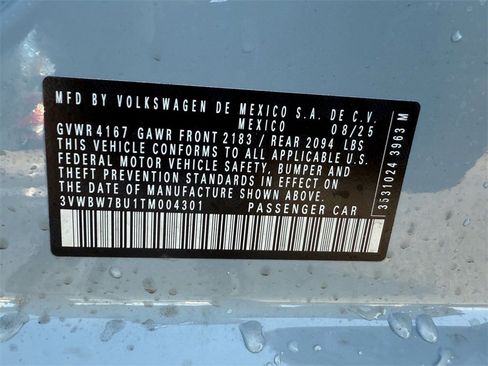 MFD BY VOLKSWAGEN DE MEXICO S.A. DE C.V.
MEXICO 08/25
GVWR 4167 GAWR FRONT 2183 / REAR 2094 LBS
THIS VEHICLE CONFORMS TO ALL APPLICABLE U.S.
FEDERAL MOTOR VEHICLE SAFETY, BUMPER AND
THEFT PREVENTION STANDARDS IN EFFECT ON
THE DATE OF MANUFACTURE SHOWN ABOVE.
3VWBW7BU1TM004301 PASSENGER CAR
3531024 3963 M